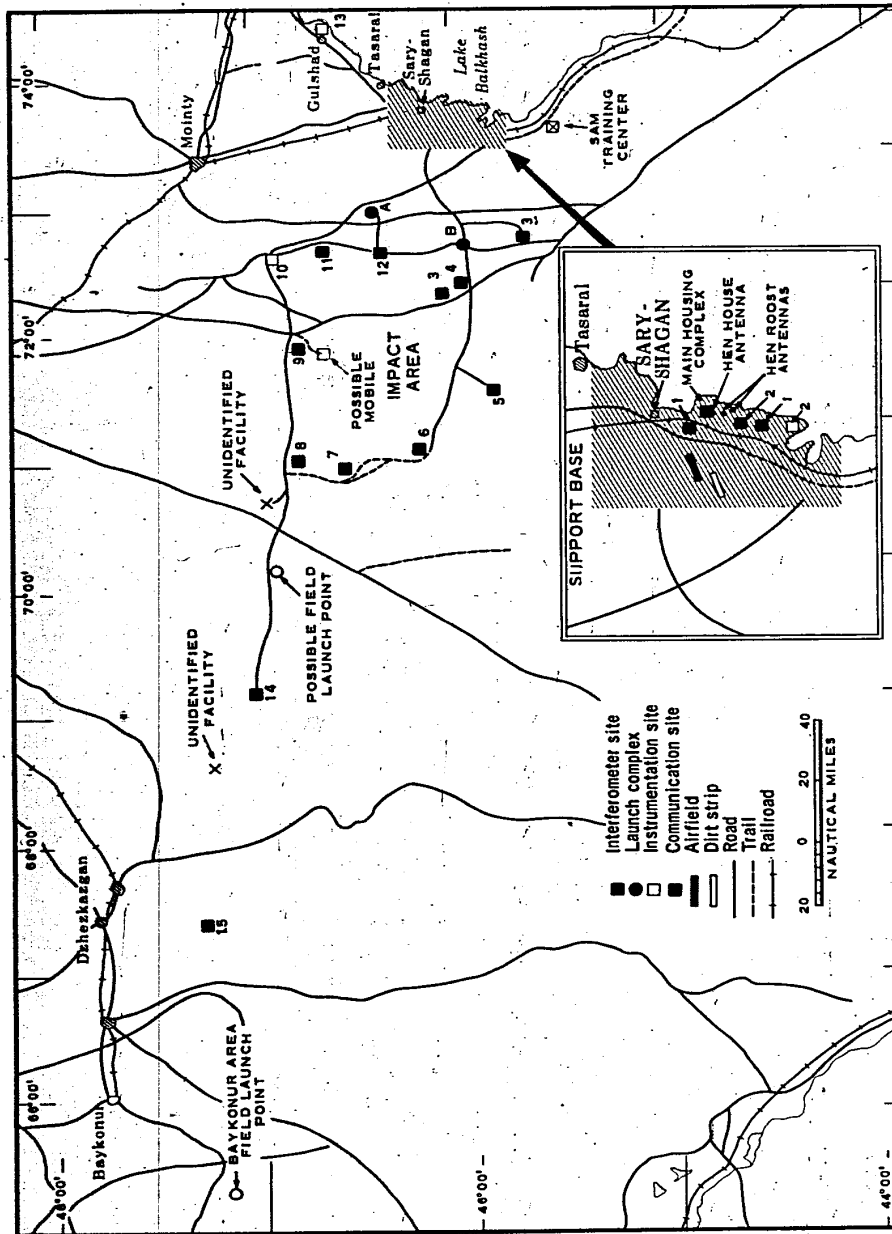 48°00'
46°00'
44°00'
66°00'
68°00'
70°00'
72°00'
74°00'
Baykonur
BAYKONUR AREA
FIELD LAUNCH
POINT
Dzhezkazgan
15
UNIDENTIFIED
FACILITY
14
POSSIBLE FIELD
LAUNCH POINT
UNIDENTIFIED
FACILITY
8
7
6
9
POSSIBLE
MOBILE
IMPACT
AREA
5
10
11
12
3
4
A
B
3
Mointy
Gulshad
13
Tasaral
Sary-
Shagan
Lake
Balkhash
SAM
TRAINING
CENTER
SUPPORT BASE
Tasaral
SARY-
SHAGAN
MAIN HOUSING
COMPLEX
HEN HOUSE
ANTENNA
HEN ROOST
ANTENNAS
1
2
1
2
Interferometer site
Launch complex
Instrumentation site
Communication site
Airfield
Dirt strip
Road
Trail
Railroad
20 0 20 40
NAUTICAL MILES